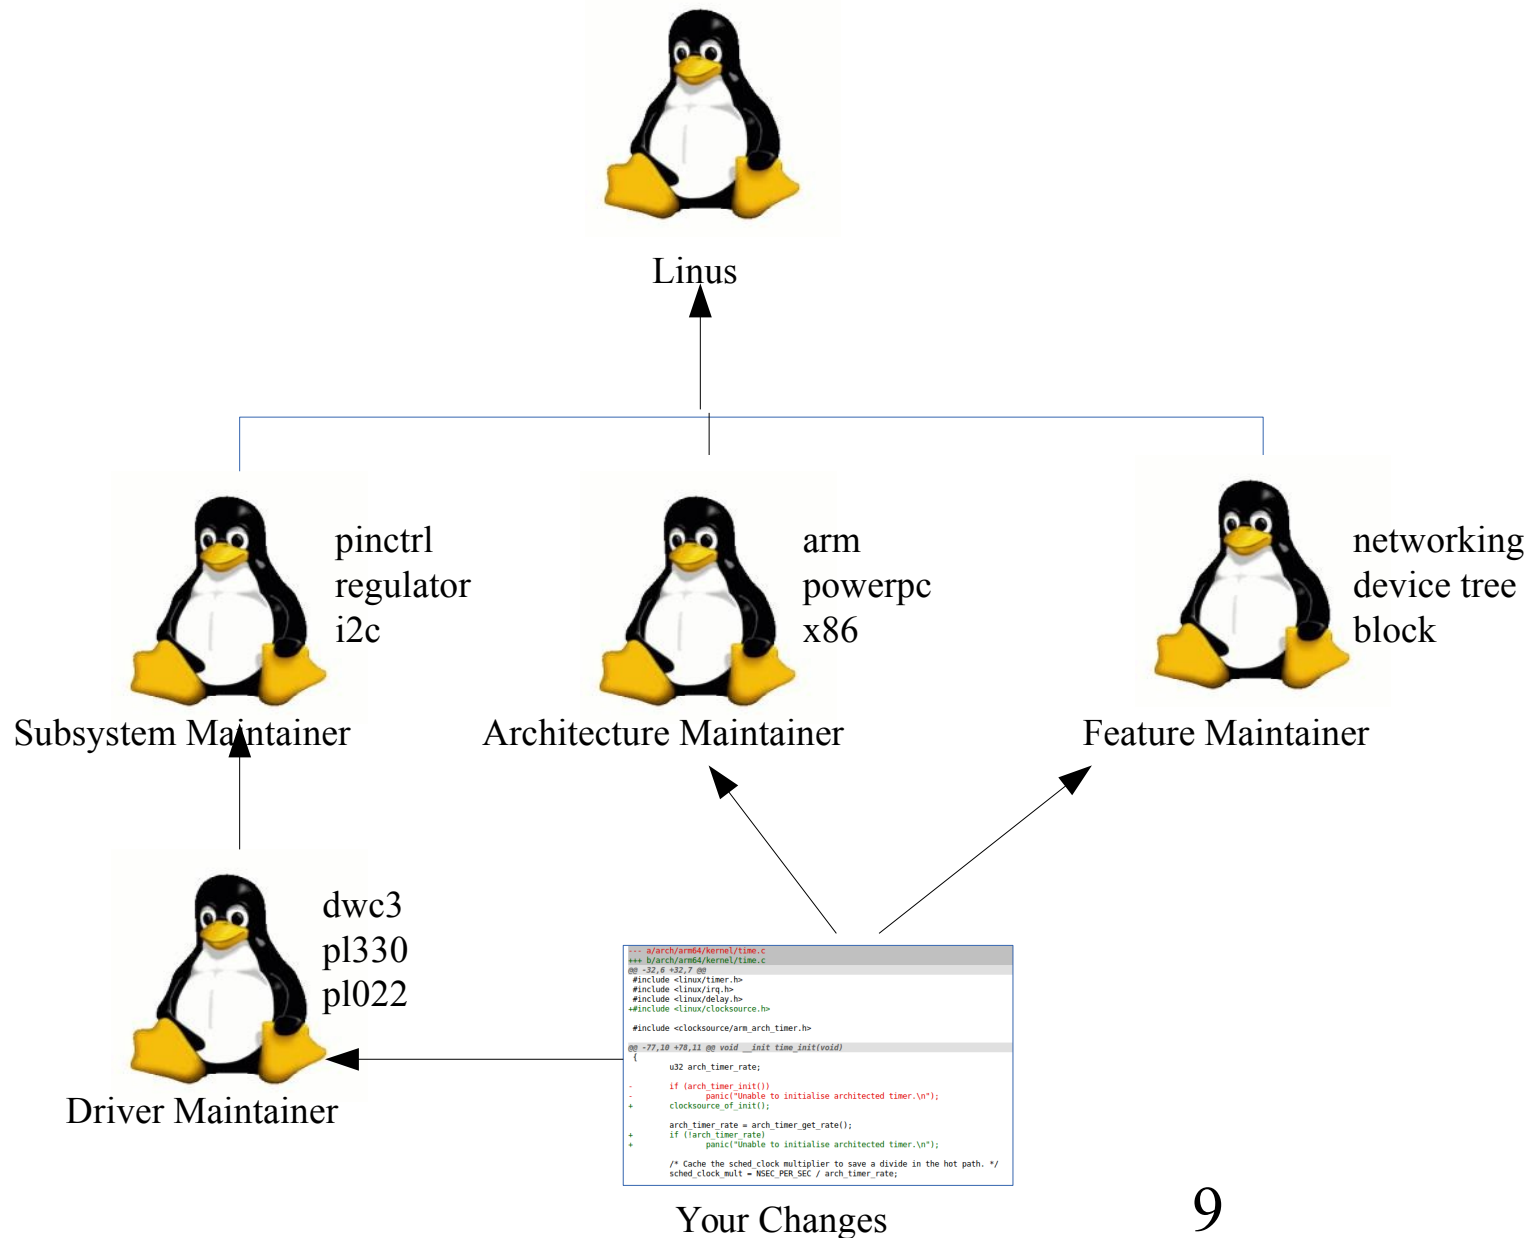 Linus
pinctrl
regulator
i2c
Subsystem Maintainer
arm
powerpc
x86
Architecture Maintainer
networking
device tree
block
Feature Maintainer
dwc3
pl330
pl022
Driver Maintainer
--- a/arch/arm64/kernel/time.c
+++ b/arch/arm64/kernel/time.c
@@ -32,6 +32,7 @@
#include <linux/timer.h>
#include <linux/irq.h>
#include <linux/delay.h>
+#include <linux/clocksource.h>
#include <clocksource/arm_arch_timer.h>
@@ -77,10 +78,11 @@ void __init time_init(void)
{
u32 arch_timer_rate;
- if (arch_timer_init())
- panic("Unable to initialise architected timer.\n");
+ clocksource_of_init();
arch_timer_rate = arch_timer_get_rate();
+ if (!arch_timer_rate)
+ panic("Unable to initialise architected timer.\n");
/* Cache the sched_clock multiplier to save a divide in the hot path. */
sched_clock_mult = NSEC_PER_SEC / arch_timer_rate;
Your Changes
9